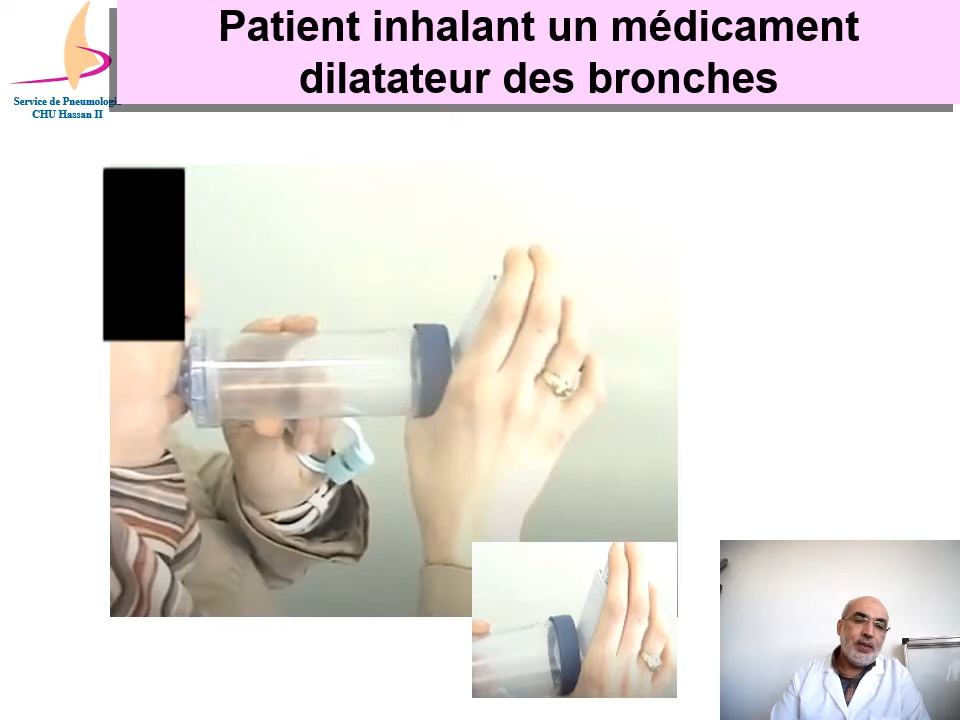 Patient inhalant un médicament
dilatateur des bronches
Service de Pneumologi
CHU Hassan II